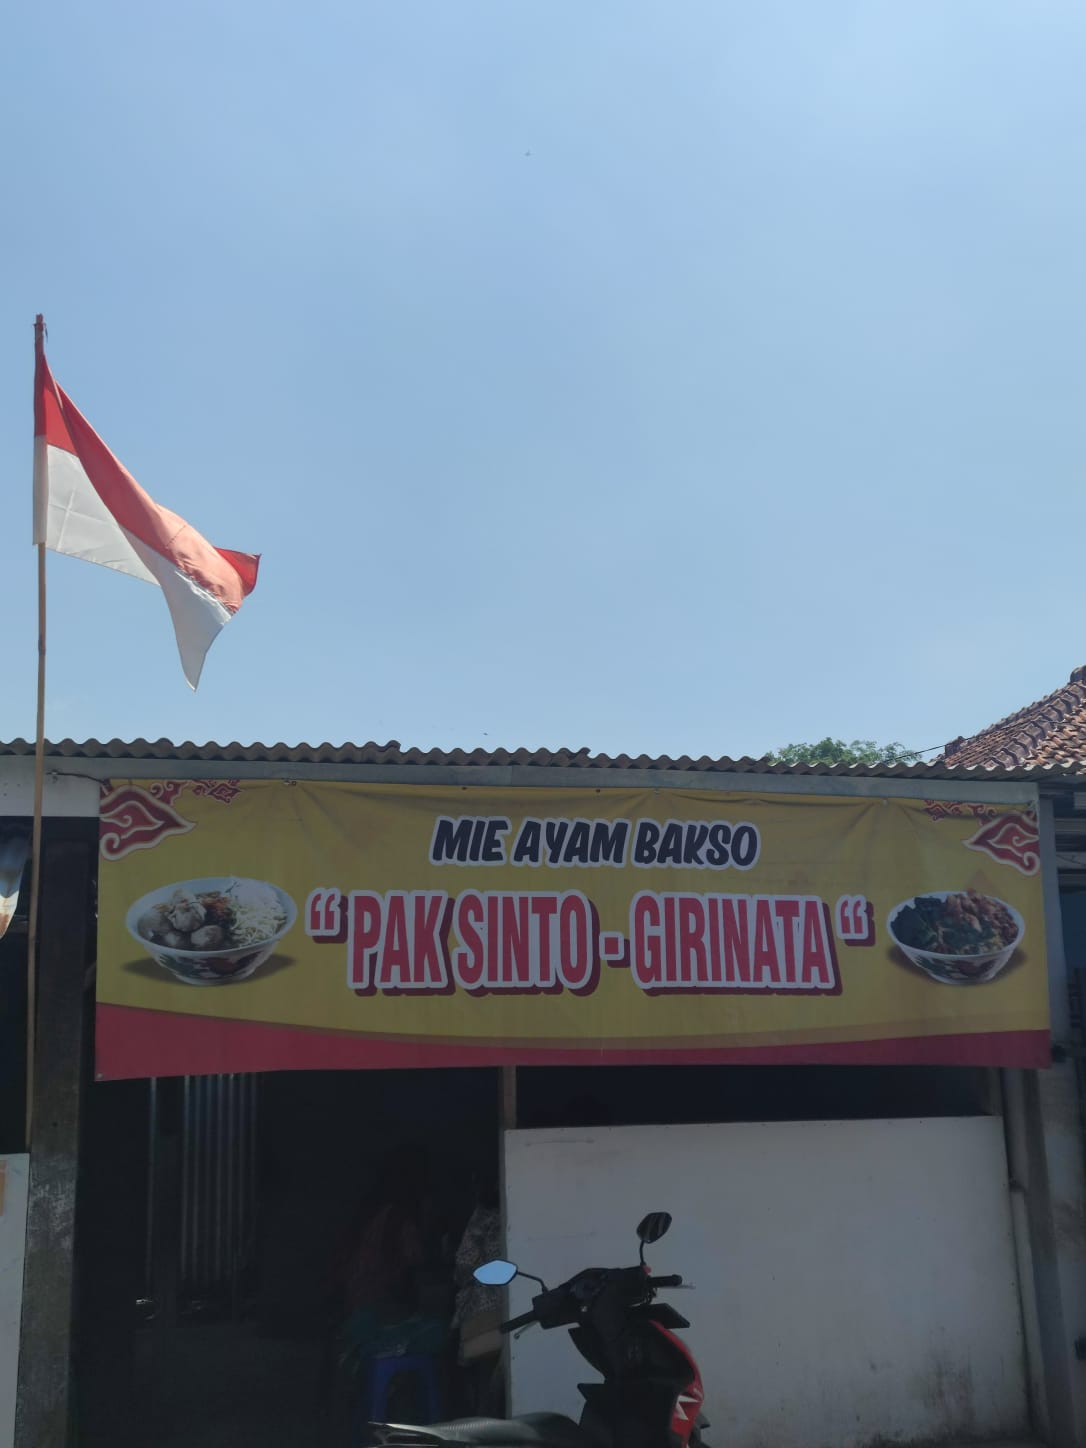 MIE AYAM BAKSO
“PAK SINTO - GIRINATA“